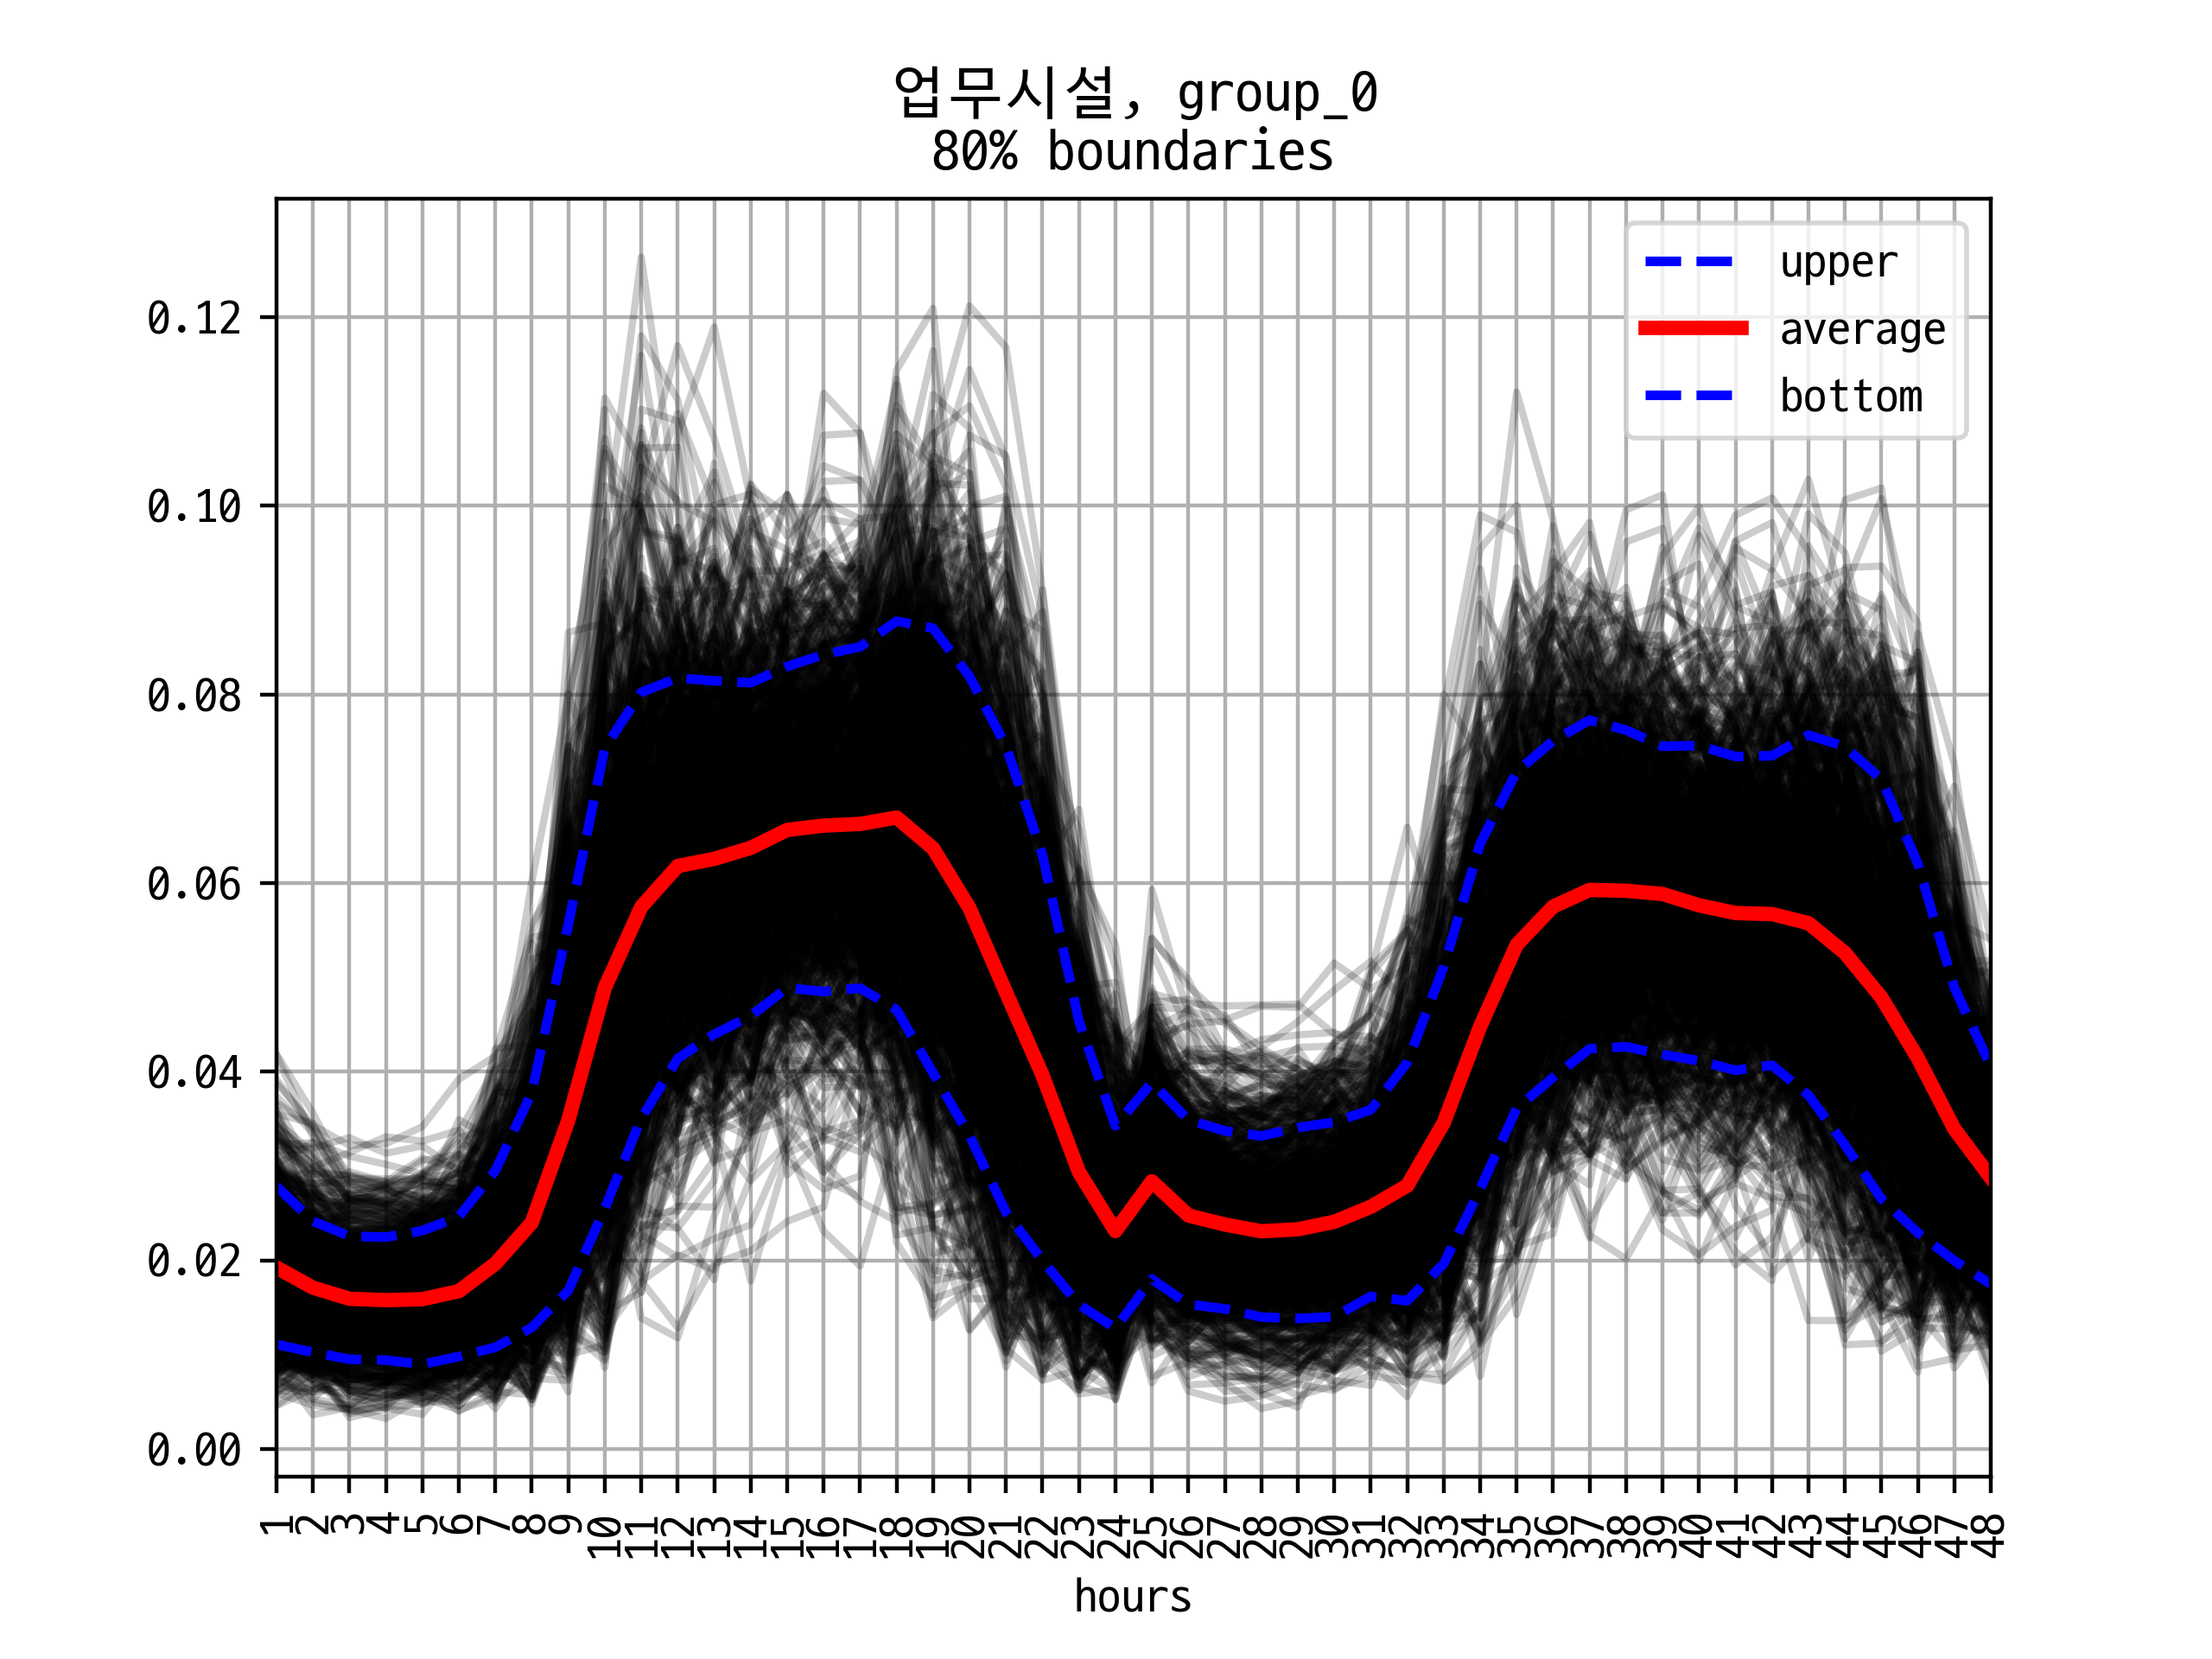 업무시설, group_0
80% boundaries
upper
average
bottom
0.12
0.10
0.08
0.06
0.04
0.02
0.00
1 2 3 4 5 6 7 8 9 10 11 12 13 14 15 16 17 18 19 20 21 22 23 24 25 26 27 28 29 30 31 32 33 34 35 36 37 38 39 40 41 42 43 44 45 46 47 48
hours